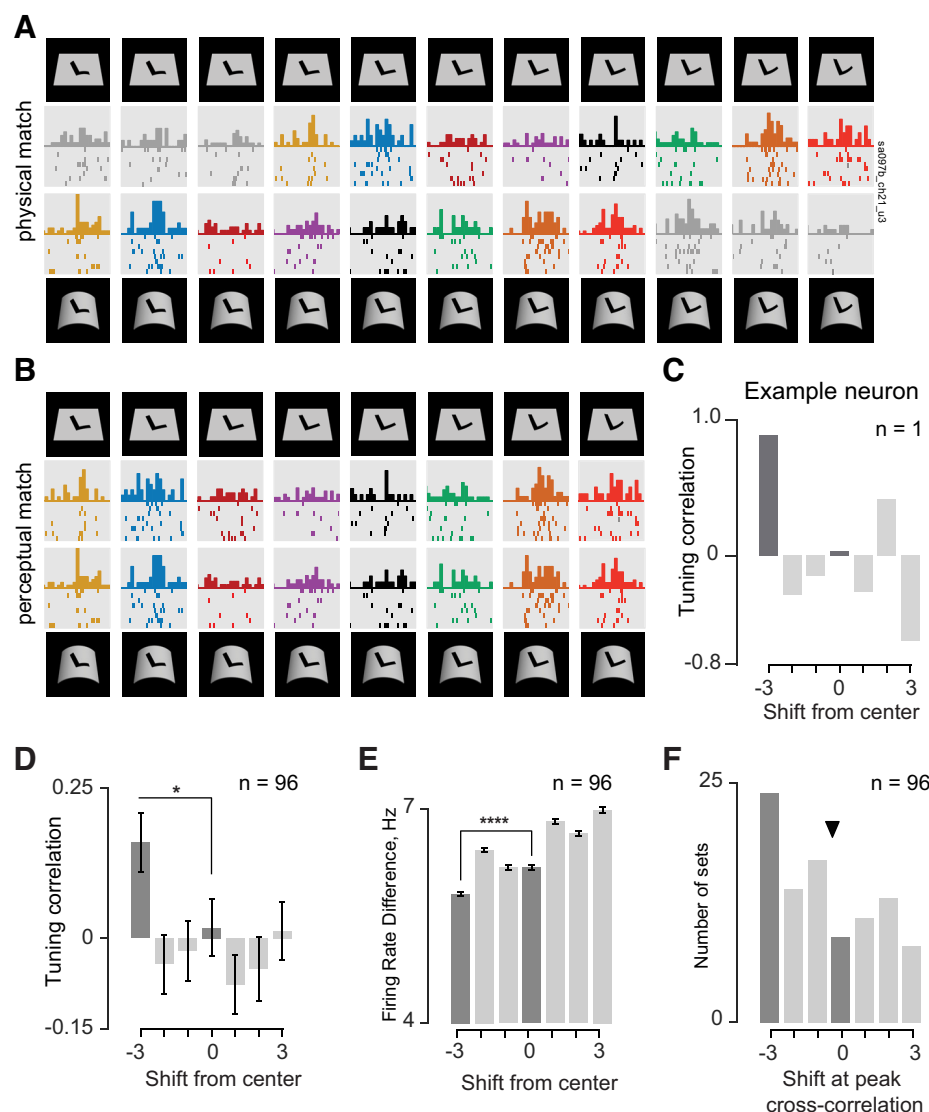 A
physical match
sa097b_ch21_u3
B
perceptual match
C
Example neuron
n = 1
1.0
0
-0.8
Tuning correlation
-3
0
3
Shift from center
D
n = 96
*
0.25
0
-0.15
Tuning correlation
-3
0
3
Shift from center
E
n = 96
****
7
4
Firing Rate Difference, Hz
-3
0
3
Shift from center
F
n = 96
25
0
Number of sets
-3
0
3
Shift at peak
cross-correlation